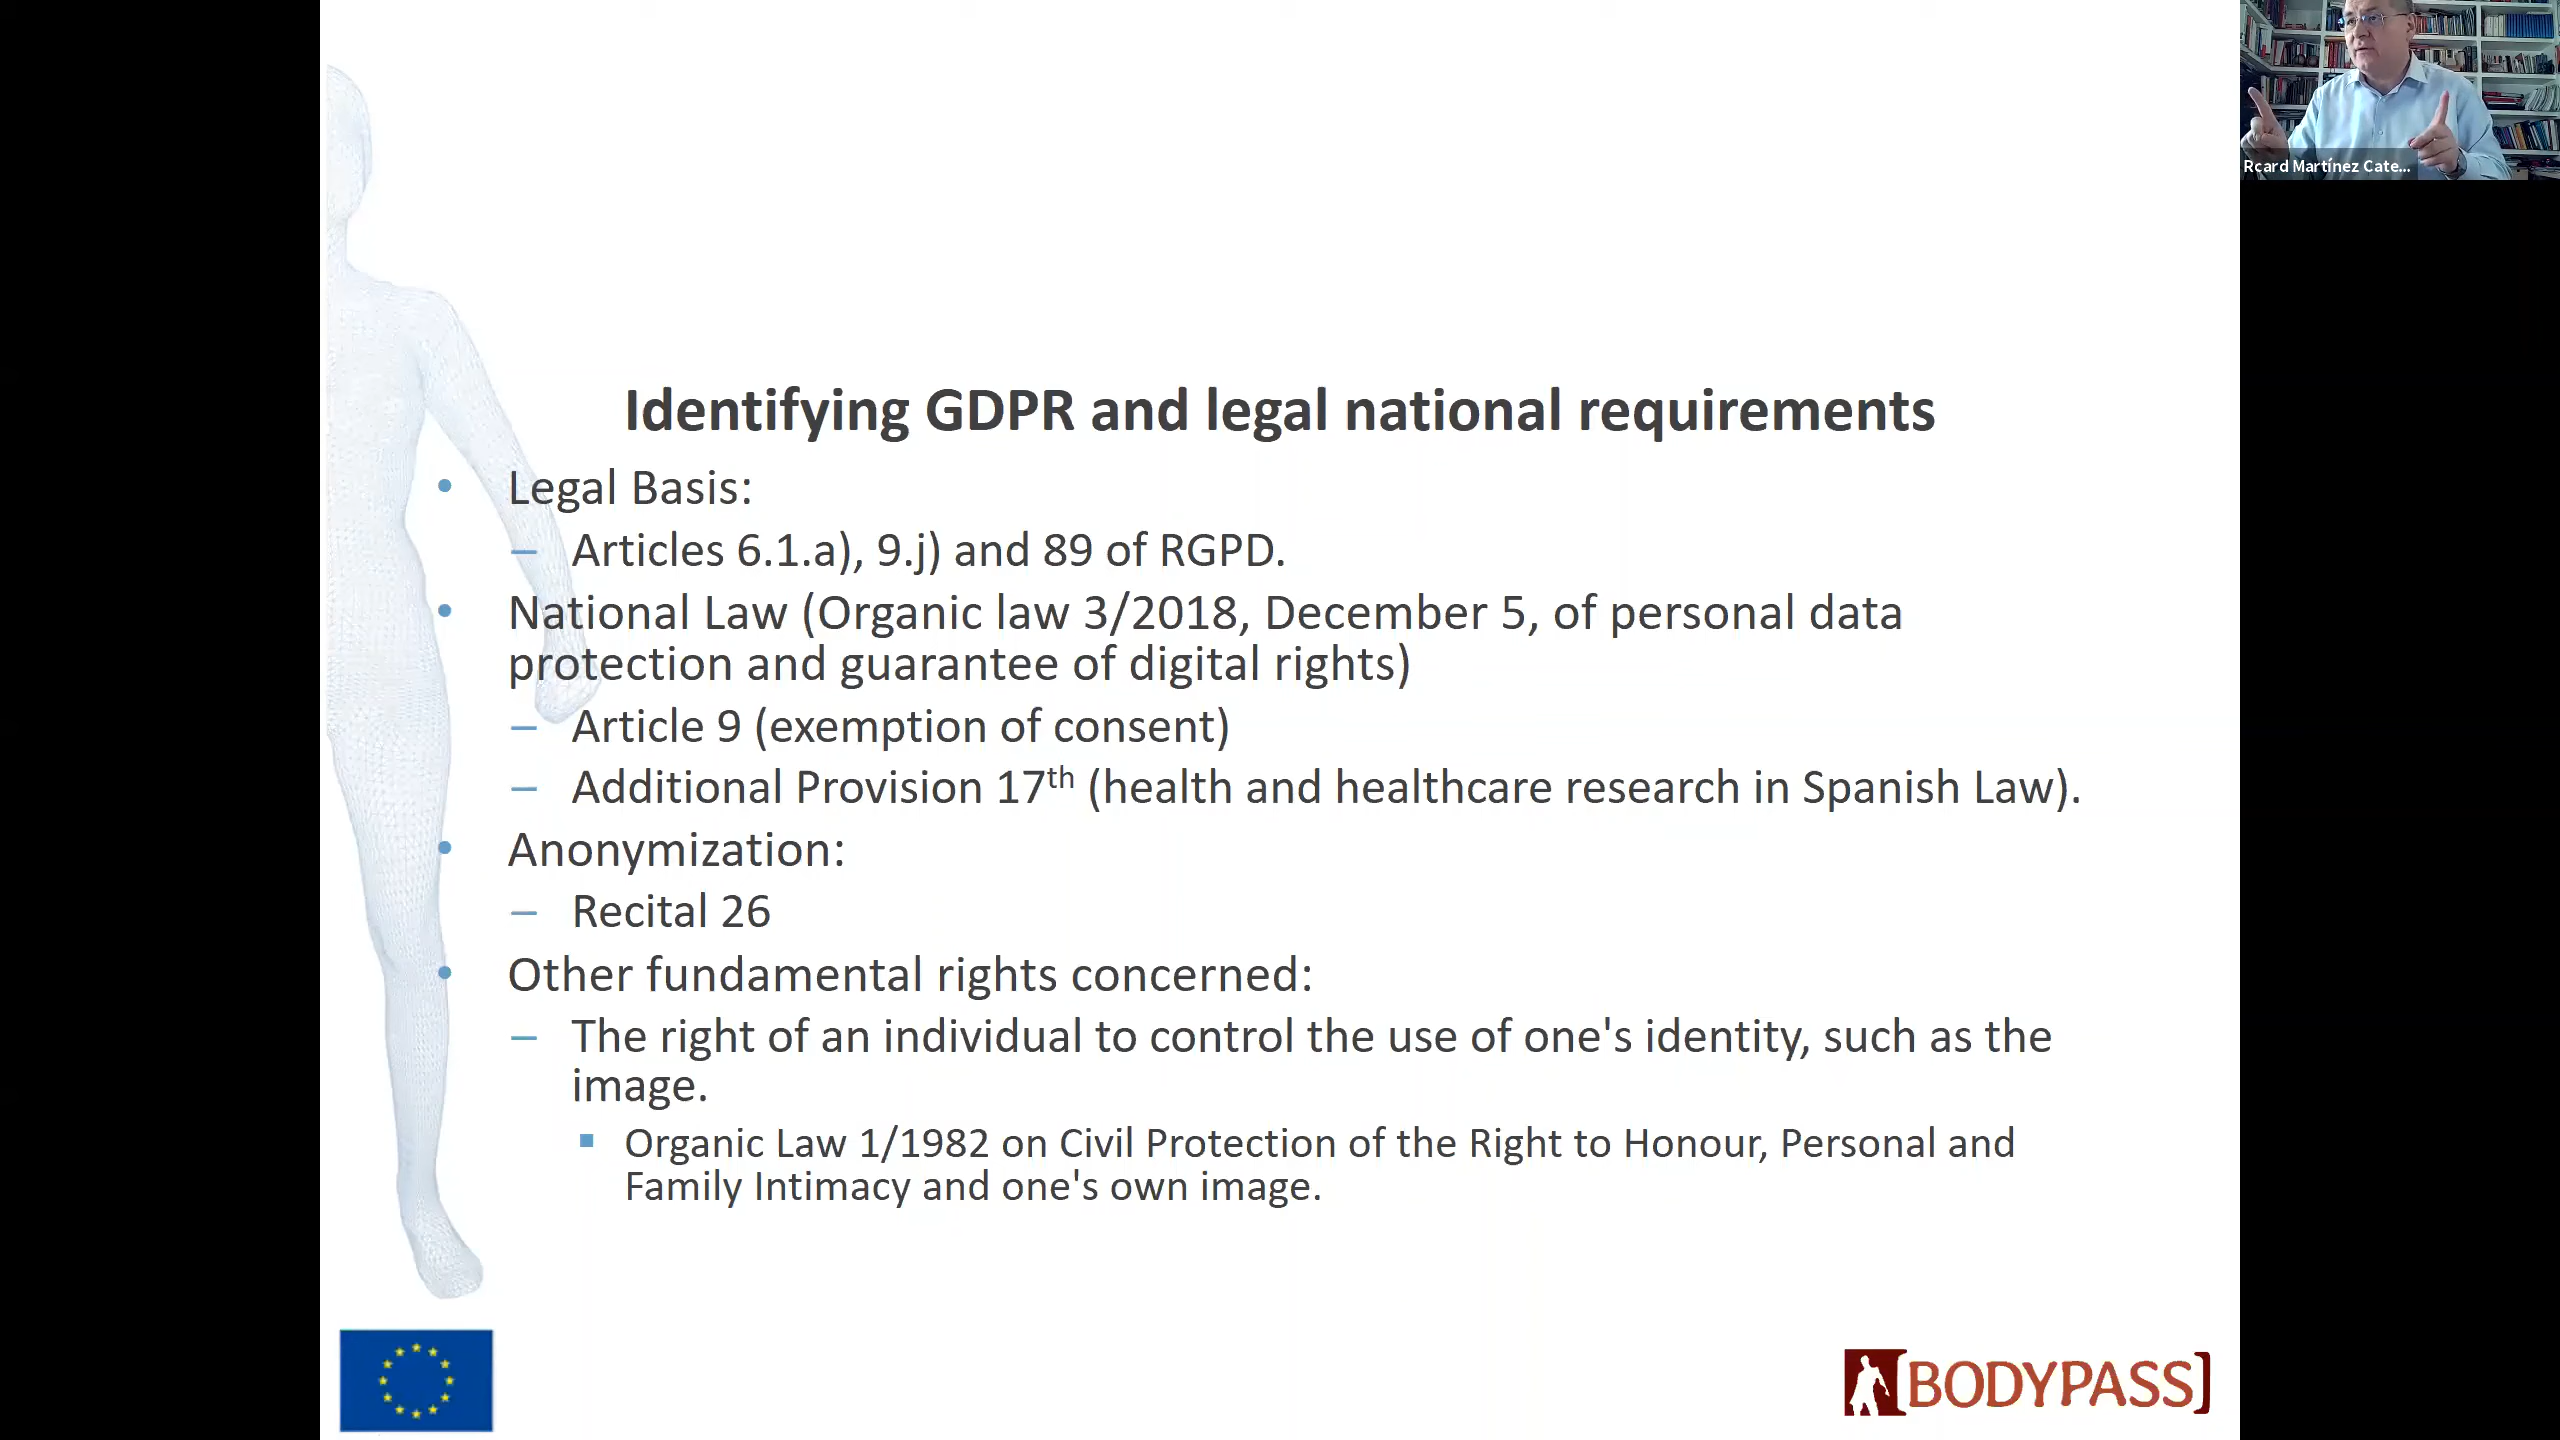 Rcard Martínez Cate...
Identifying GDPR and legal national requirements
• Legal Basis:
– Articles 6.1.a), 9.j) and 89 of RGPD.
• National Law (Organic law 3/2018, December 5, of personal data
protection and guarantee of digital rights)
– Article 9 (exemption of consent)
– Additional Provision 17th (health and healthcare research in Spanish Law).
• Anonymization:
– Recital 26
• Other fundamental rights concerned:
– The right of an individual to control the use of one's identity, such as the
image.
▪ Organic Law 1/1982 on Civil Protection of the Right to Honour, Personal and
Family Intimacy and one's own image.
[BODYPASS]